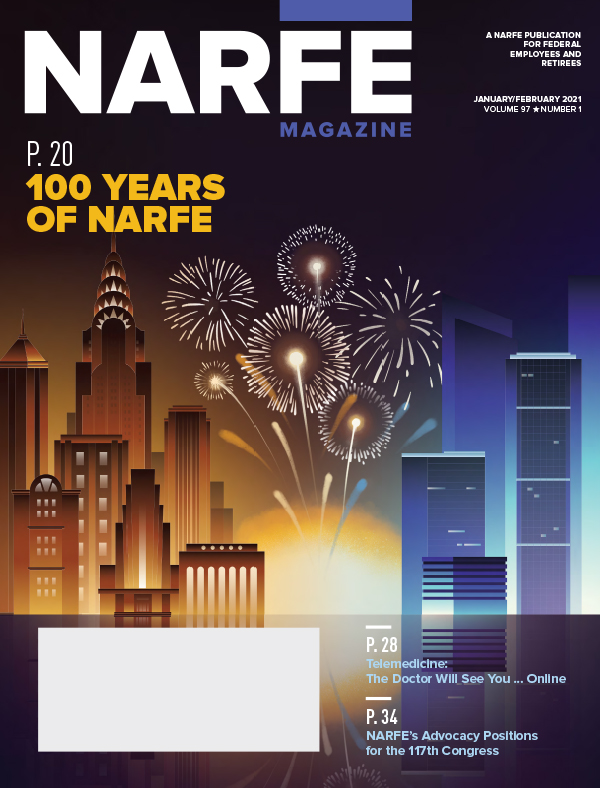 NARFE
MAGAZINE
A NARFE PUBLICATION
FOR FEDERAL
EMPLOYEES AND
RETIREES
JANUARY/FEBRUARY 2021
VOLUME 97 ★ NUMBER 1
P. 20
100 YEARS
OF NARFE
P. 28
Telemedicine:
The Doctor Will See You ... Online
P. 34
NARFE's Advocacy Positions
for the 117th Congress